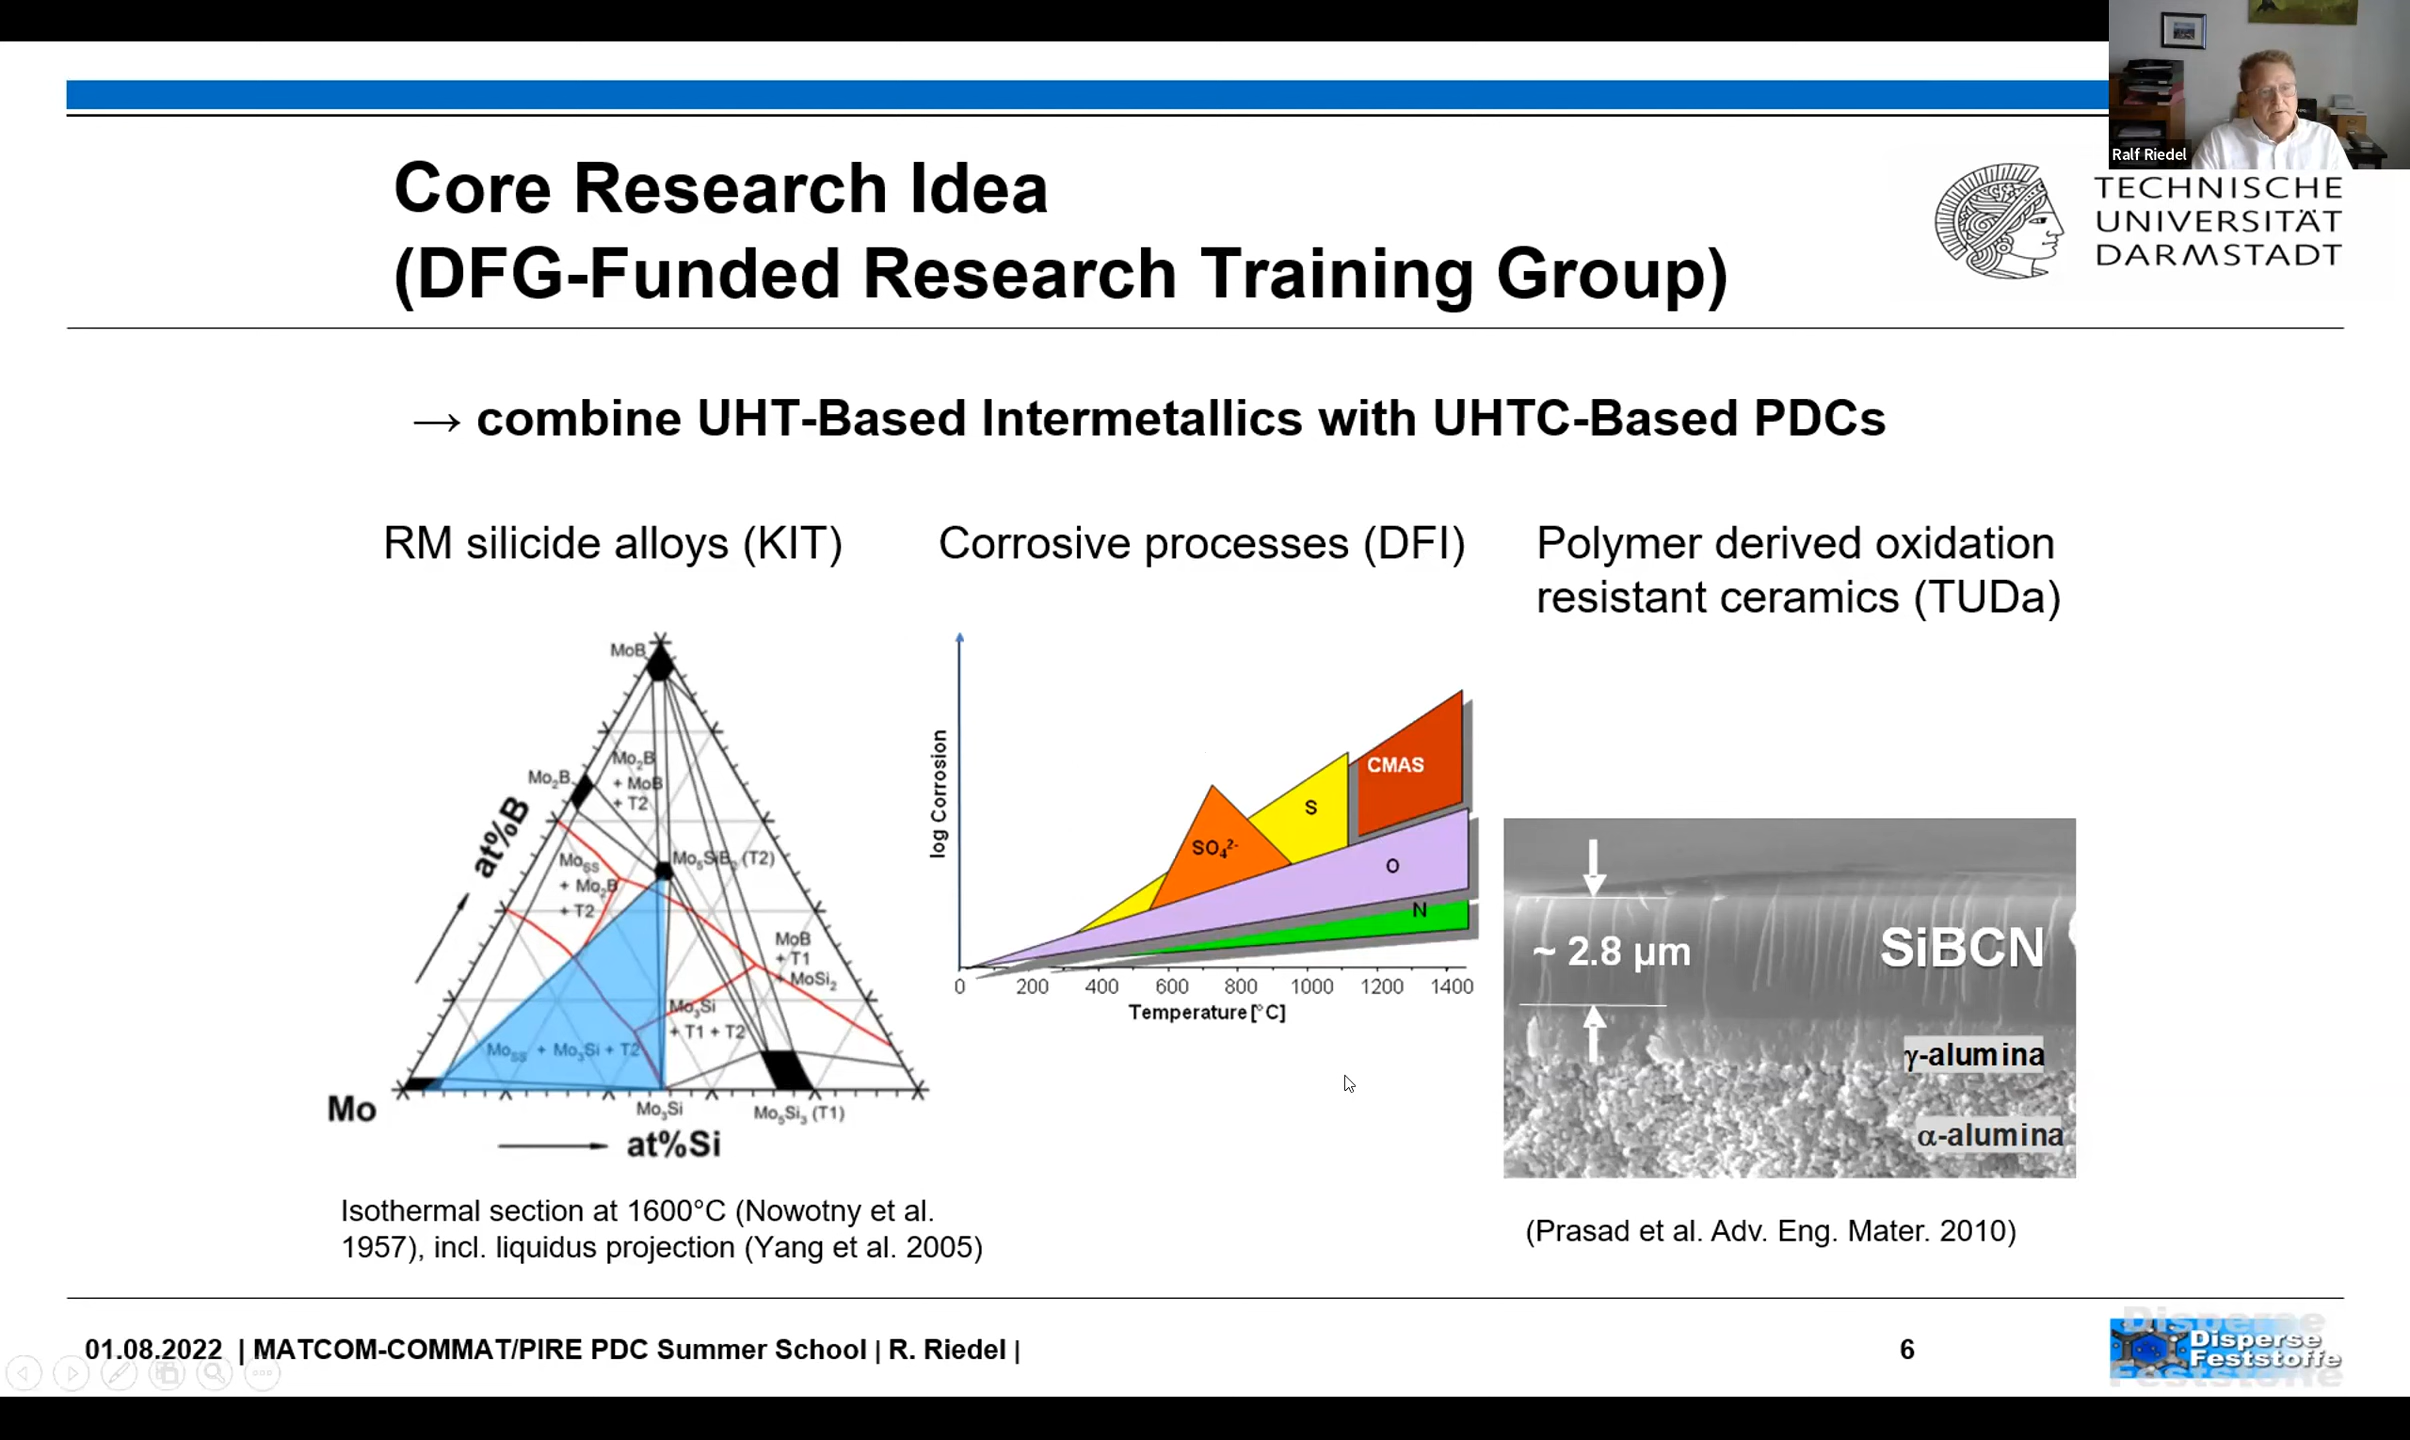 Ralf Riedel
TECHNISCHE
UNIVERSITÄT
DARMSTADT
Core Research Idea
(DFG-Funded Research Training Group)
→ combine UHT-Based Intermetallics with UHTC-Based PDCs
RM silicide alloys (KIT)
MoB
Mo₂B
Mo₂B
+ MoB
+ T2
at%B
Moss
+ Mo₂B
+ T2
Mo₅SiB₂ (T2)
MoB
+ T1
+ MoSi₂
Mo₃Si
+ T1 + T2
Moss + Mo₃Si + T2
Mo
Mo₃Si
Mo₅Si₃ (T1)
at%Si
Isothermal section at 1600°C (Nowotny et al.
1957), incl. liquidus projection (Yang et al. 2005)
Corrosive processes (DFI)
log Corrosion
CMAS
S
SO₄²⁻
O
N
0 200 400 600 800 1000 1200 1400
Temperature [°C]
Polymer derived oxidation
resistant ceramics (TUDa)
~ 2.8 µm
SiBCN
γ-alumina
α-alumina
(Prasad et al. Adv. Eng. Mater. 2010)
01.08.2022 | MATCOM-COMMAT/PIRE PDC Summer School | R. Riedel |
6
Disperse
Disperse
Feststoffe
Feststoffe